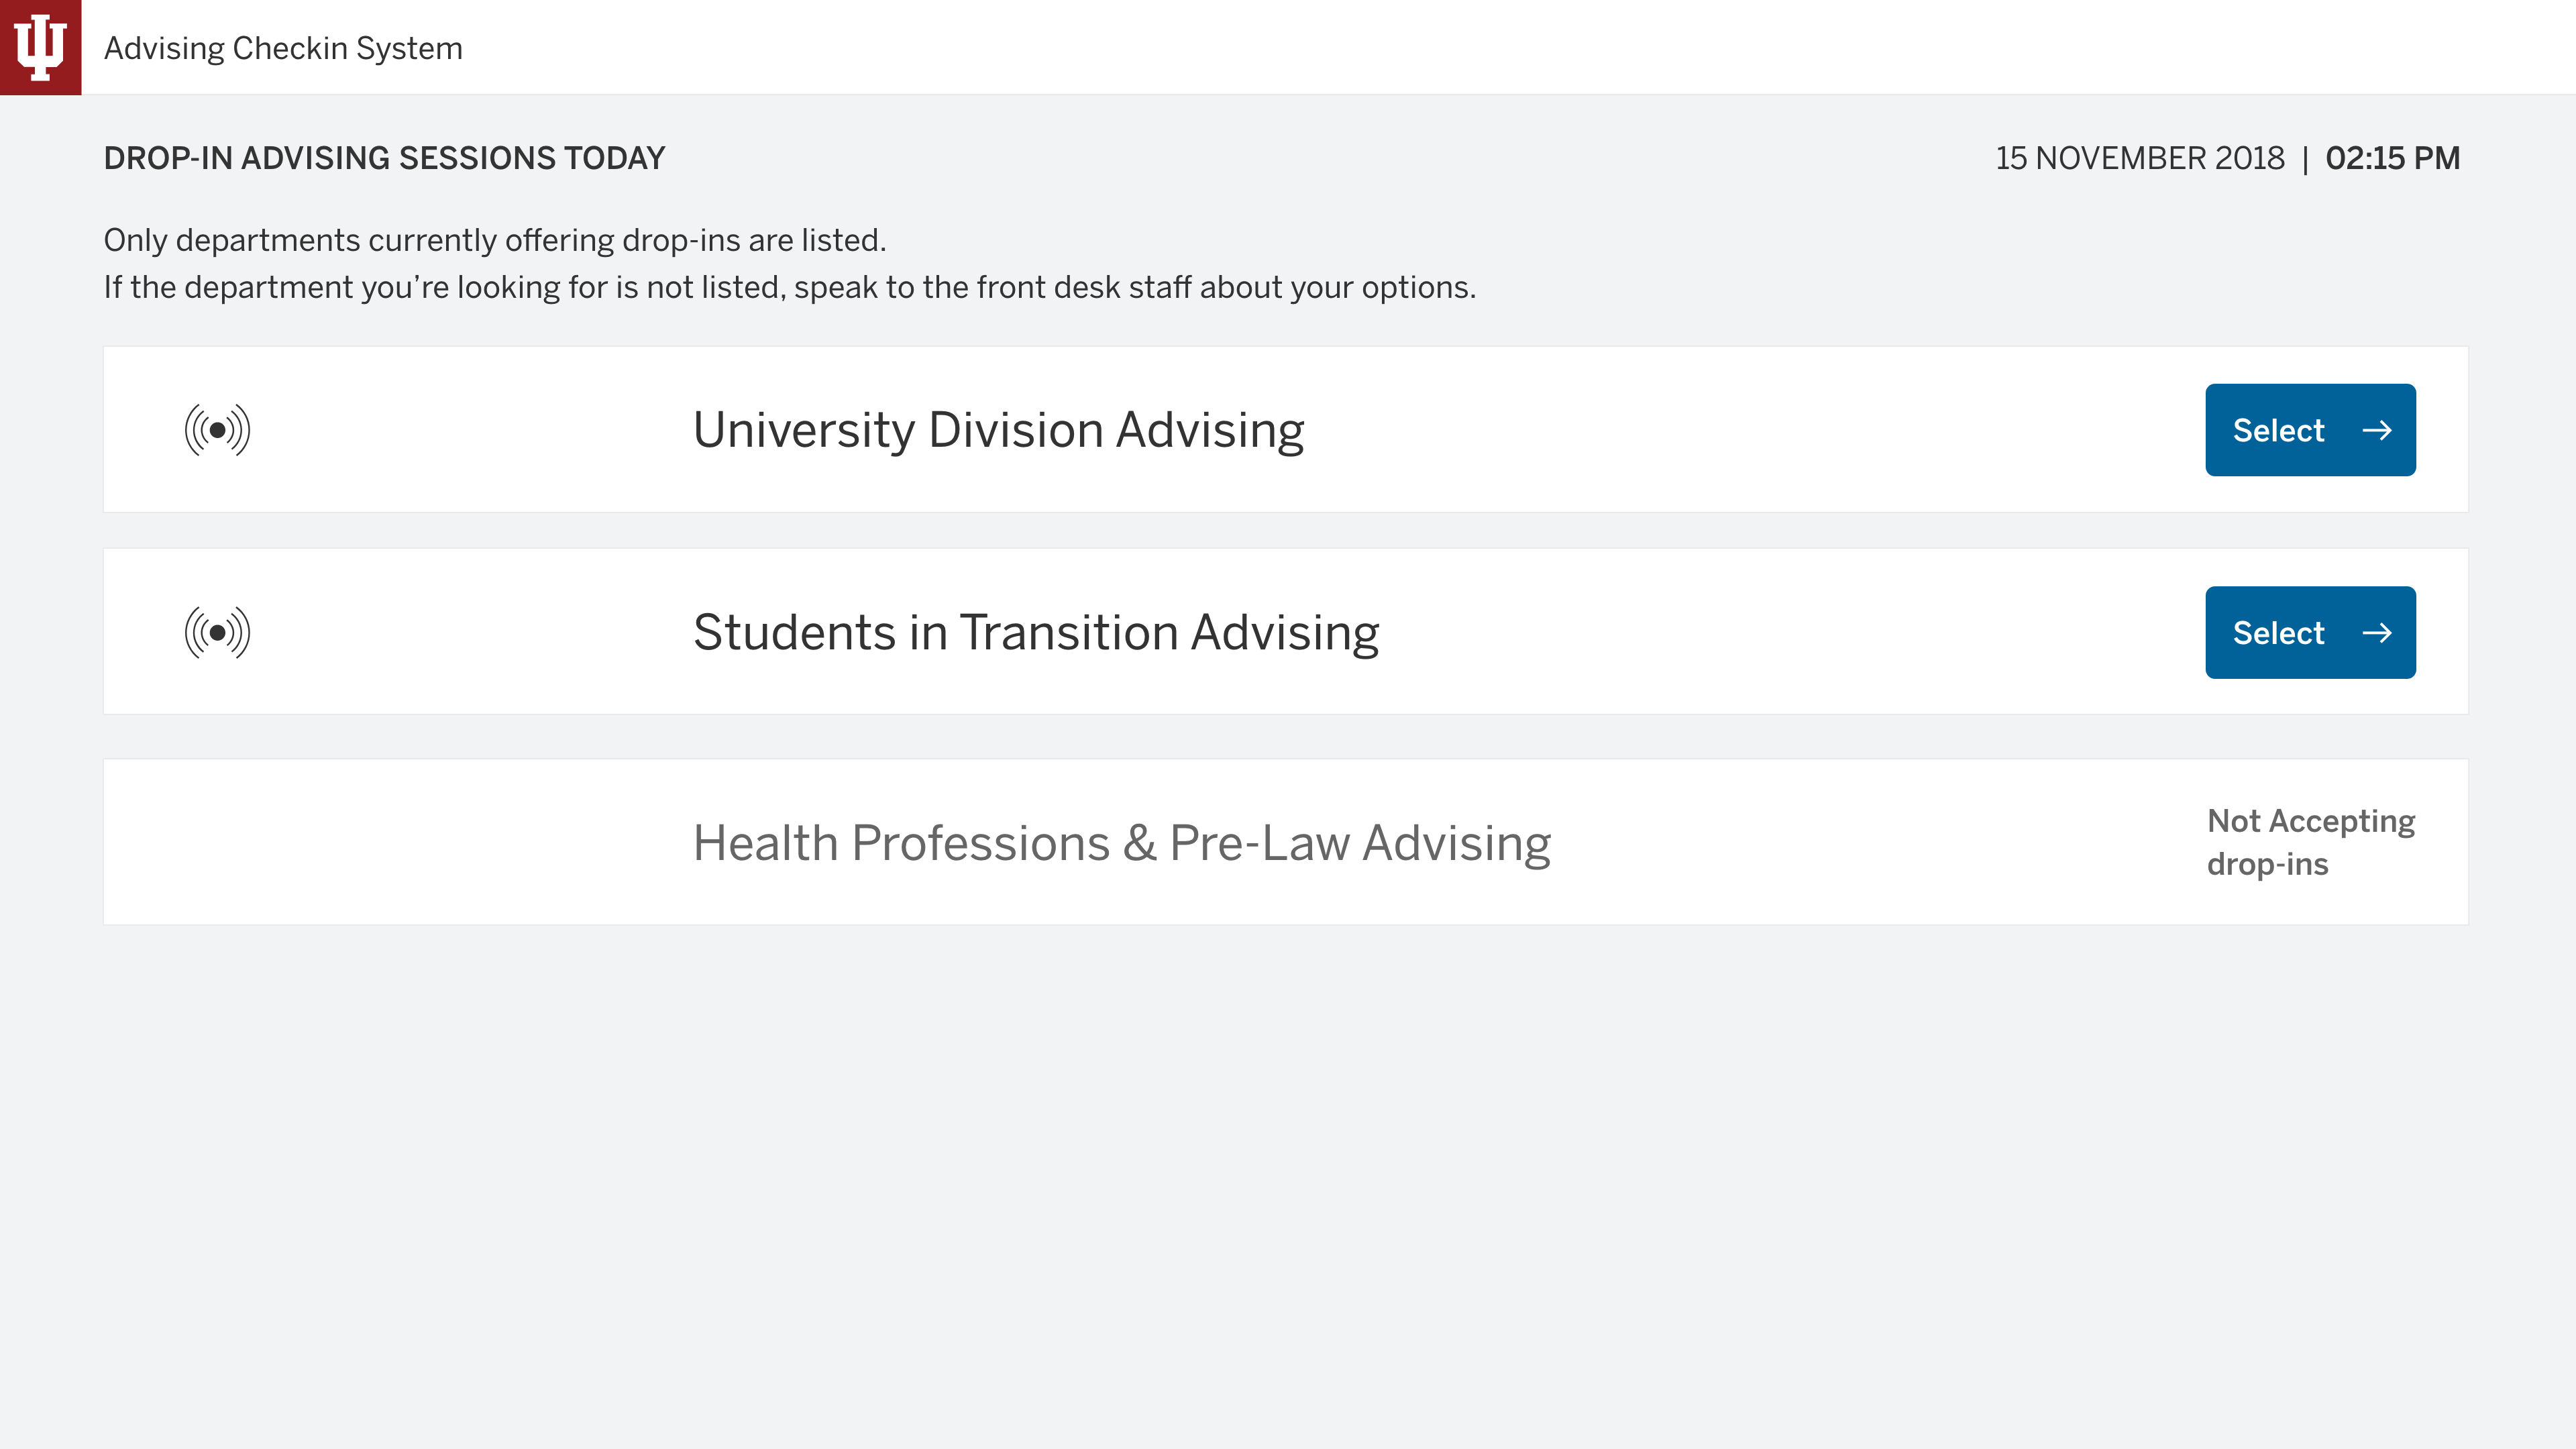 Advising Checkin System
DROP-IN ADVISING SESSIONS TODAY
15 NOVEMBER 2018 | 02:15 PM
Only departments currently offering drop-ins are listed.
If the department you’re looking for is not listed, speak to the front desk staff about your options.
University Division Advising
Select
Students in Transition Advising
Select
Health Professions & Pre-Law Advising
Not Accepting
drop-ins